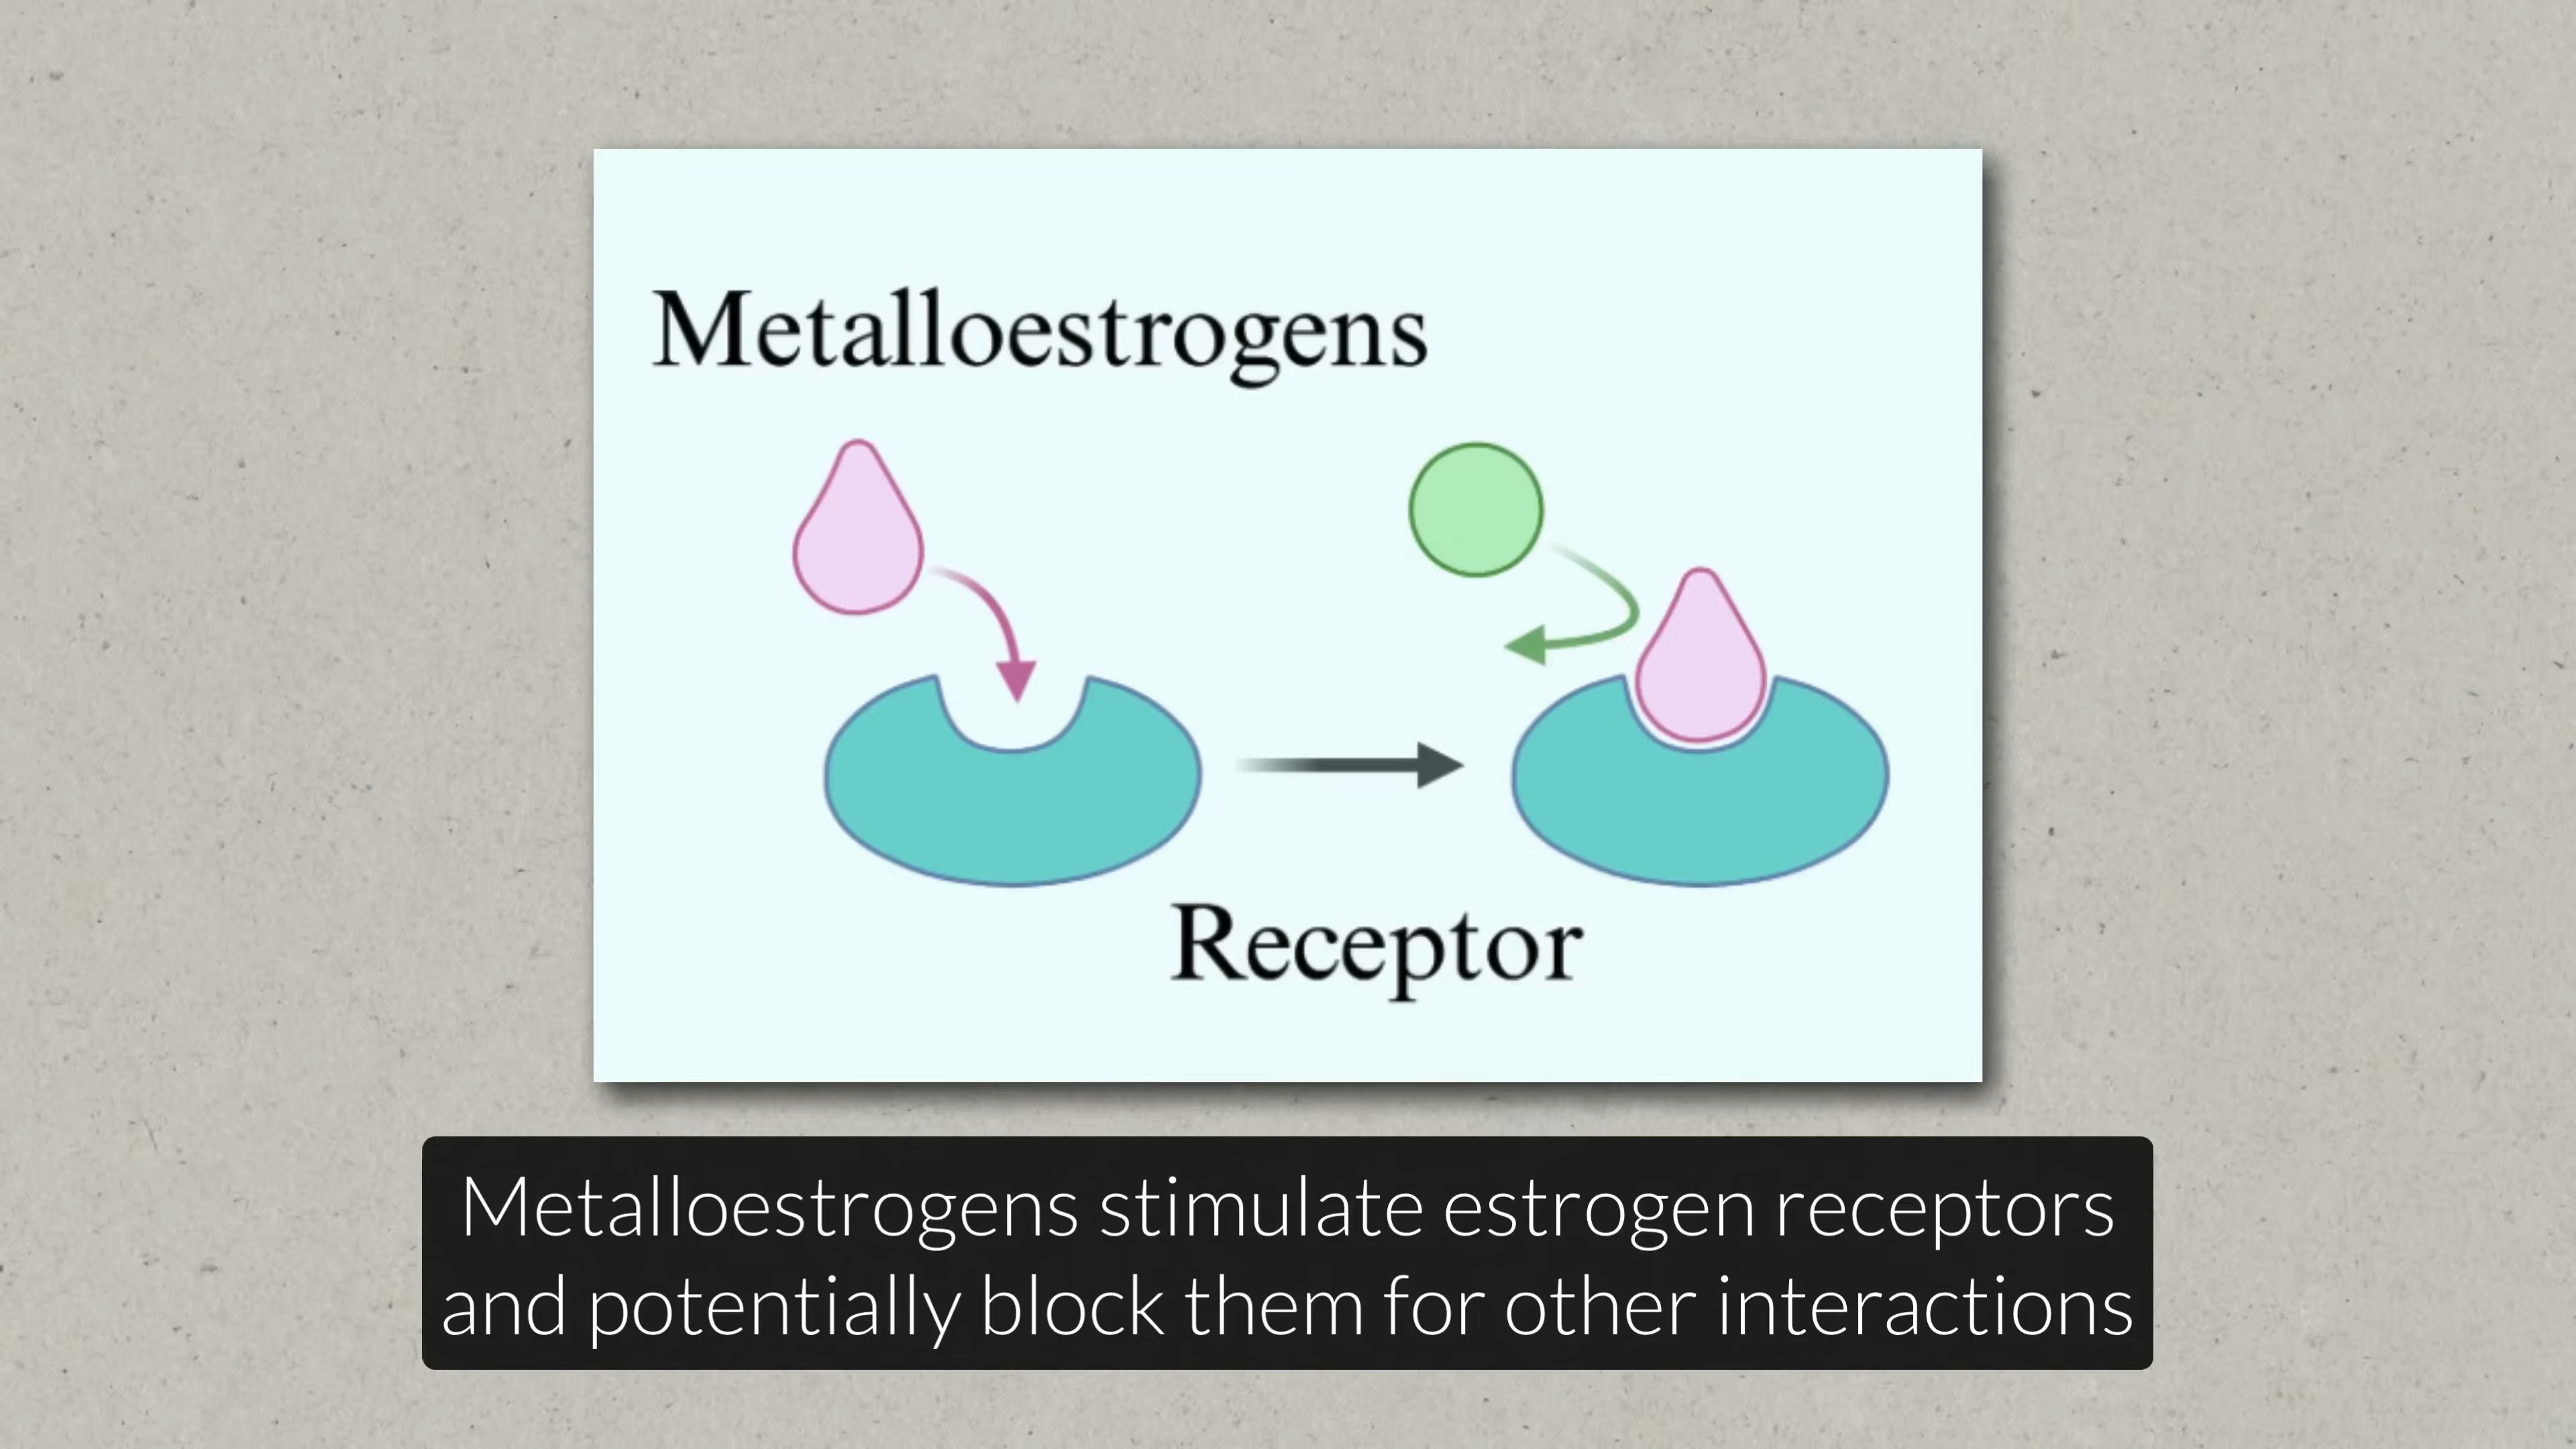 Metalloestrogens
Receptor
Metalloestrogens stimulate estrogen receptors
and potentially block them for other interactions